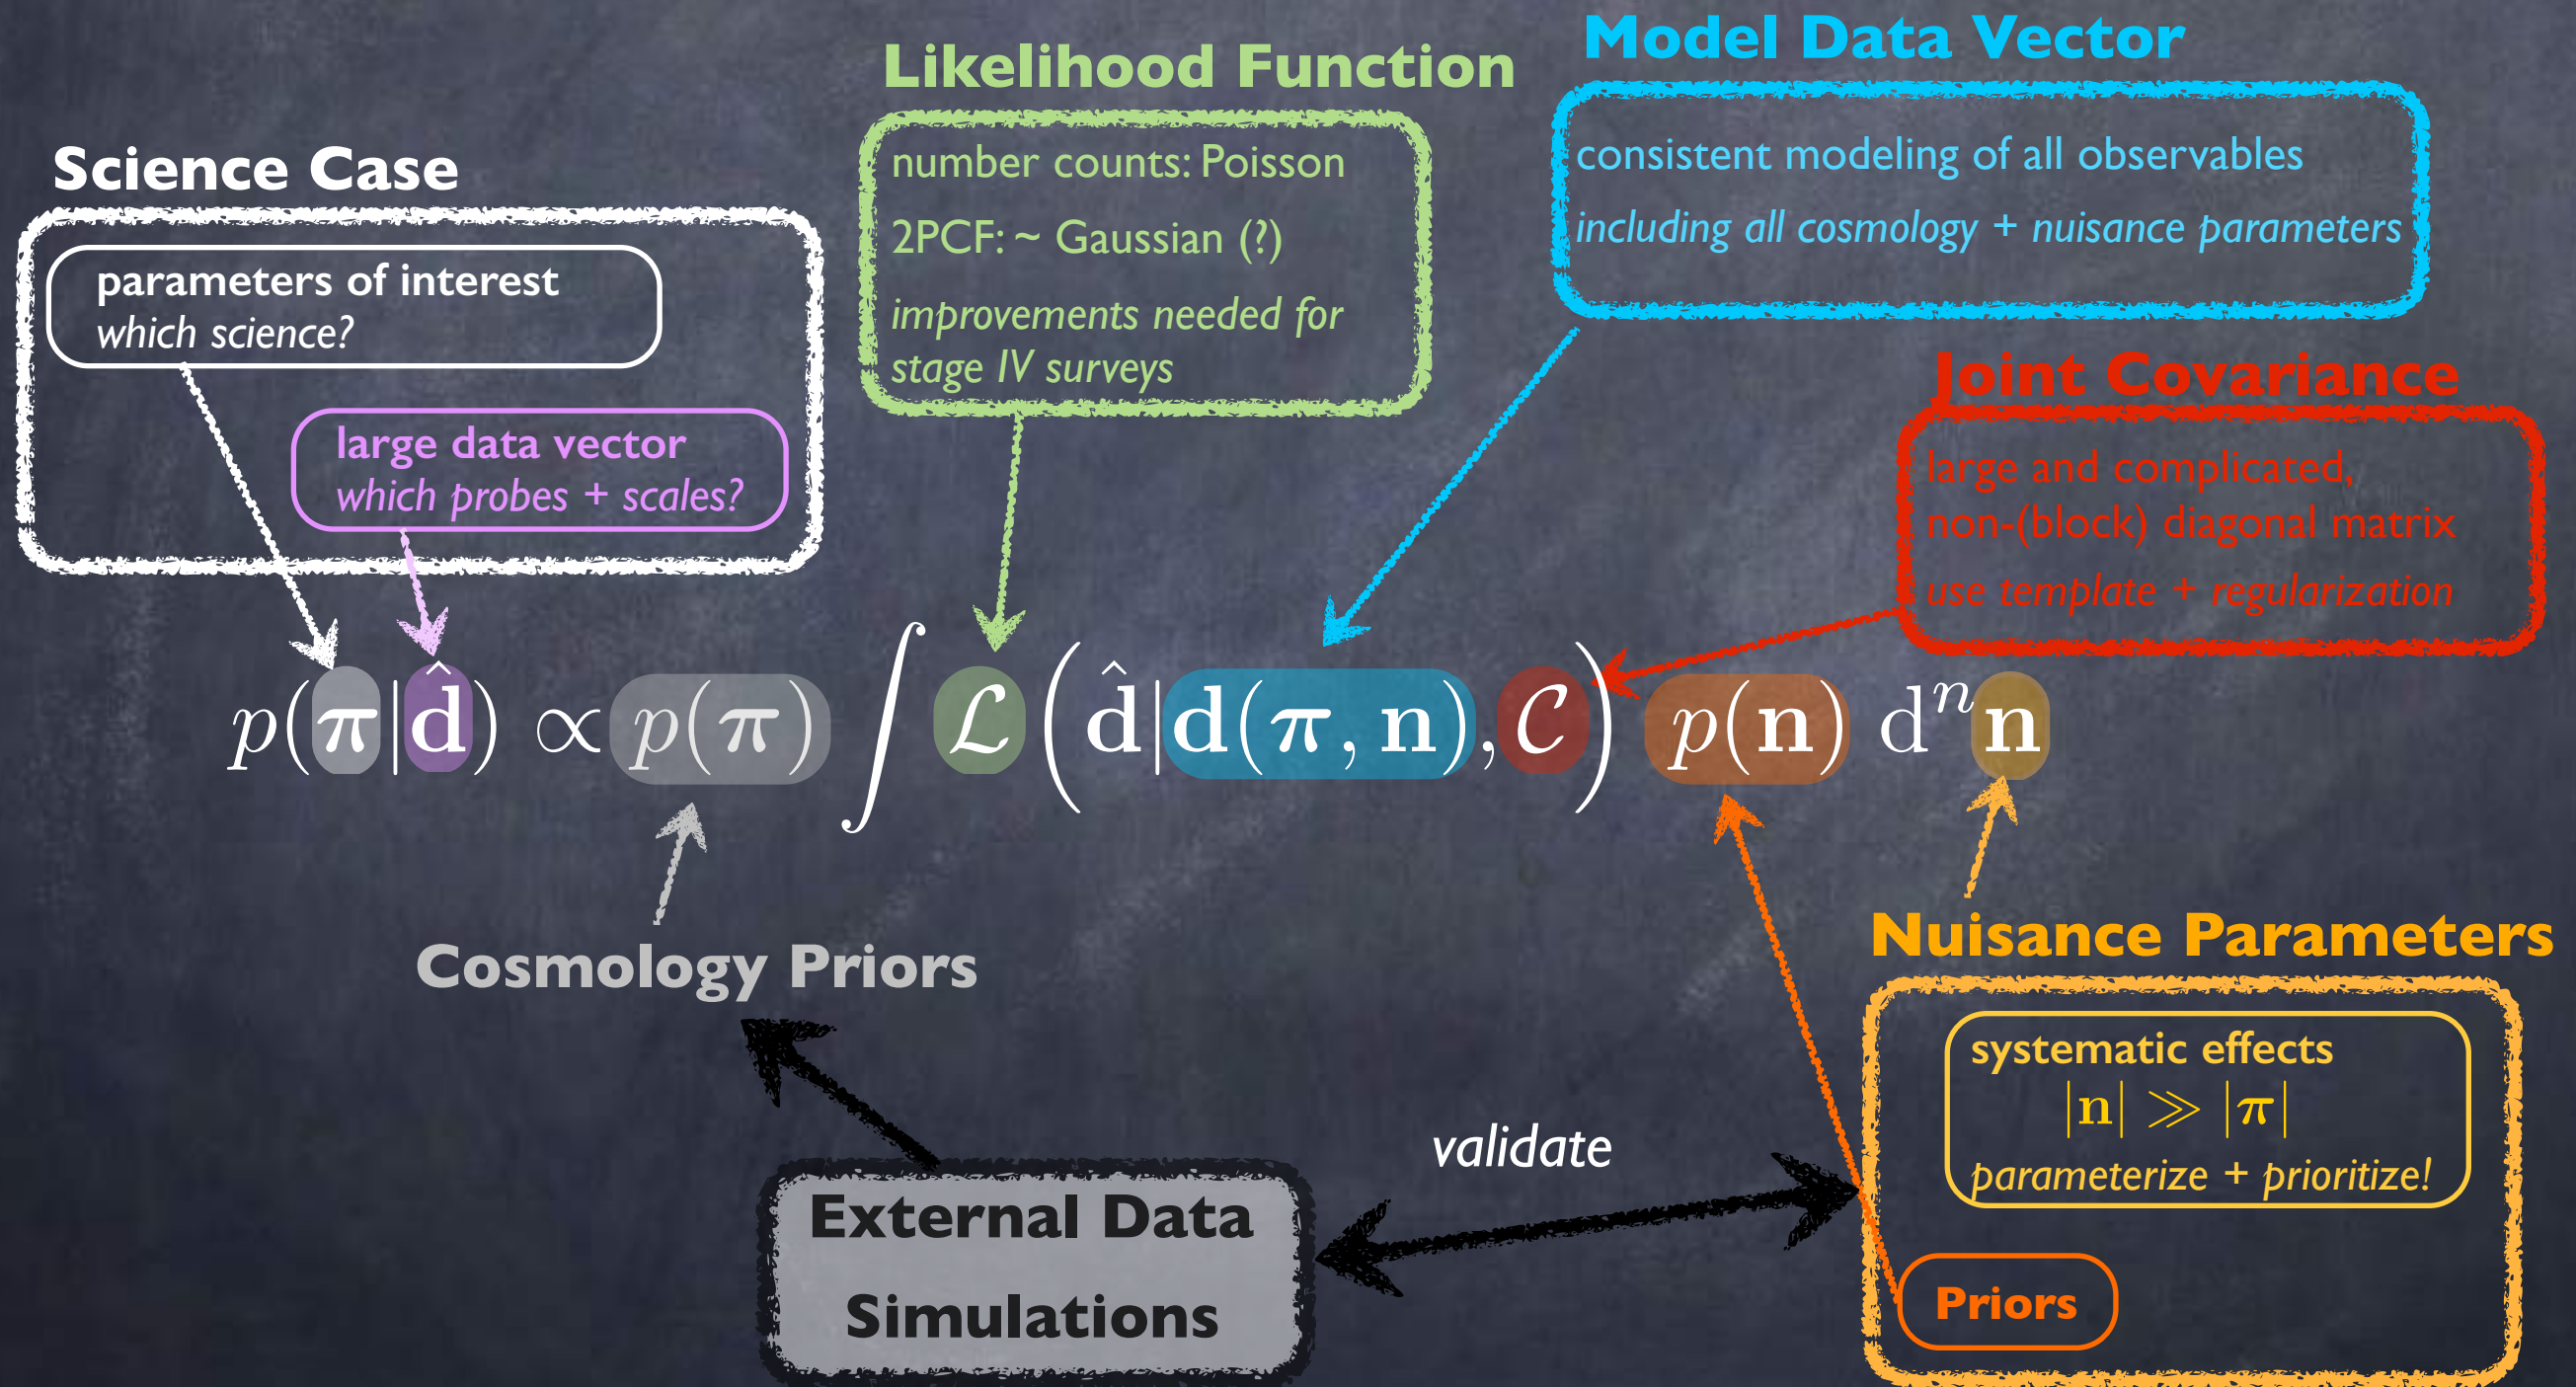 Science Case
parameters of interest
which science?
large data vector
which probes + scales?
Likelihood Function
number counts: Poisson
2PCF: ~ Gaussian (?)
improvements needed for
stage IV surveys
Model Data Vector
consistent modeling of all observables
including all cosmology + nuisance parameters
Joint Covariance
large and complicated,
non-(block) diagonal matrix
use template + regularization
p(π|d̂) ∝ p(π) ∫ ℒ (d̂|d(π, n), 𝒞) p(n) dⁿn
Cosmology Priors
External Data
Simulations
validate
Nuisance Parameters
systematic effects
|n| ≫ |π|
parameterize + prioritize!
Priors